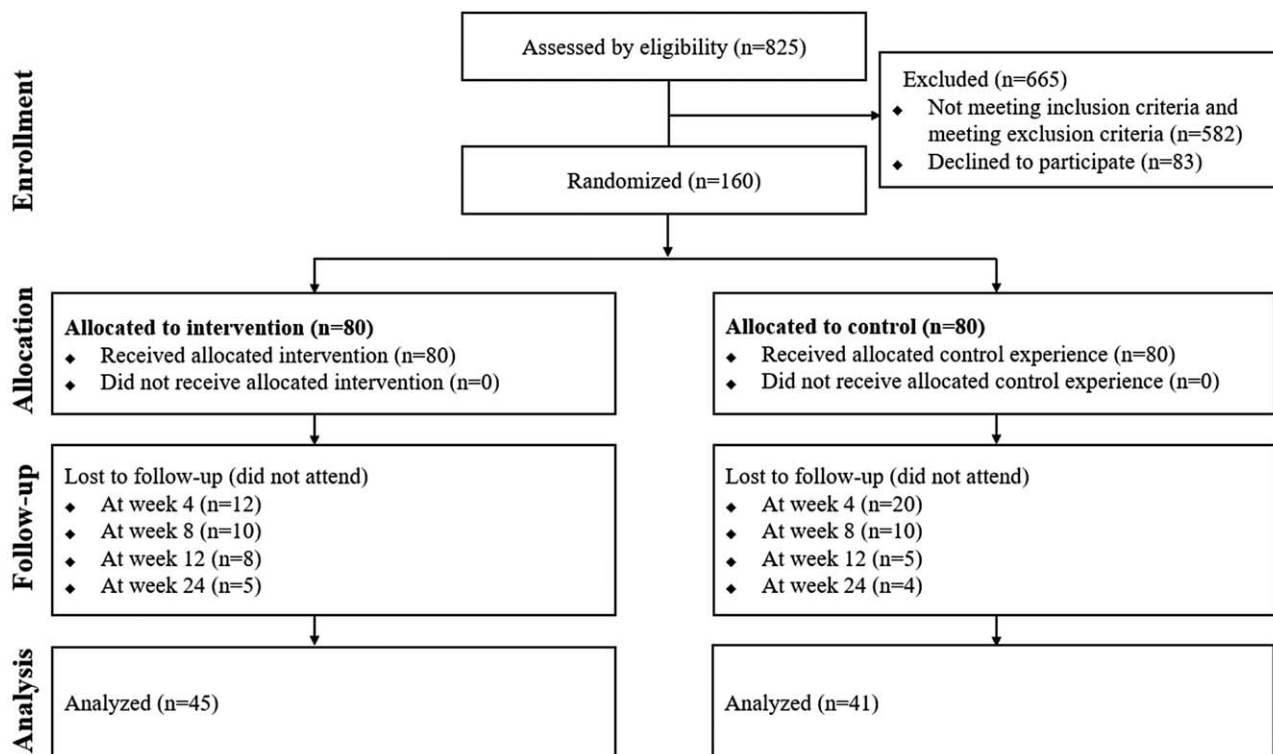 Enrollment
Assessed by eligibility (n=825)
Excluded (n=665)
◆ Not meeting inclusion criteria and
meeting exclusion criteria (n=582)
◆ Declined to participate (n=83)
Randomized (n=160)
Allocation
Allocated to intervention (n=80)
◆ Received allocated intervention (n=80)
◆ Did not receive allocated intervention (n=0)
Allocated to control (n=80)
◆ Received allocated control experience (n=80)
◆ Did not receive allocated control experience (n=0)
Follow-up
Lost to follow-up (did not attend)
◆ At week 4 (n=12)
◆ At week 8 (n=10)
◆ At week 12 (n=8)
◆ At week 24 (n=5)
Lost to follow-up (did not attend)
◆ At week 4 (n=20)
◆ At week 8 (n=10)
◆ At week 12 (n=5)
◆ At week 24 (n=4)
Analysis
Analyzed (n=45)
Analyzed (n=41)